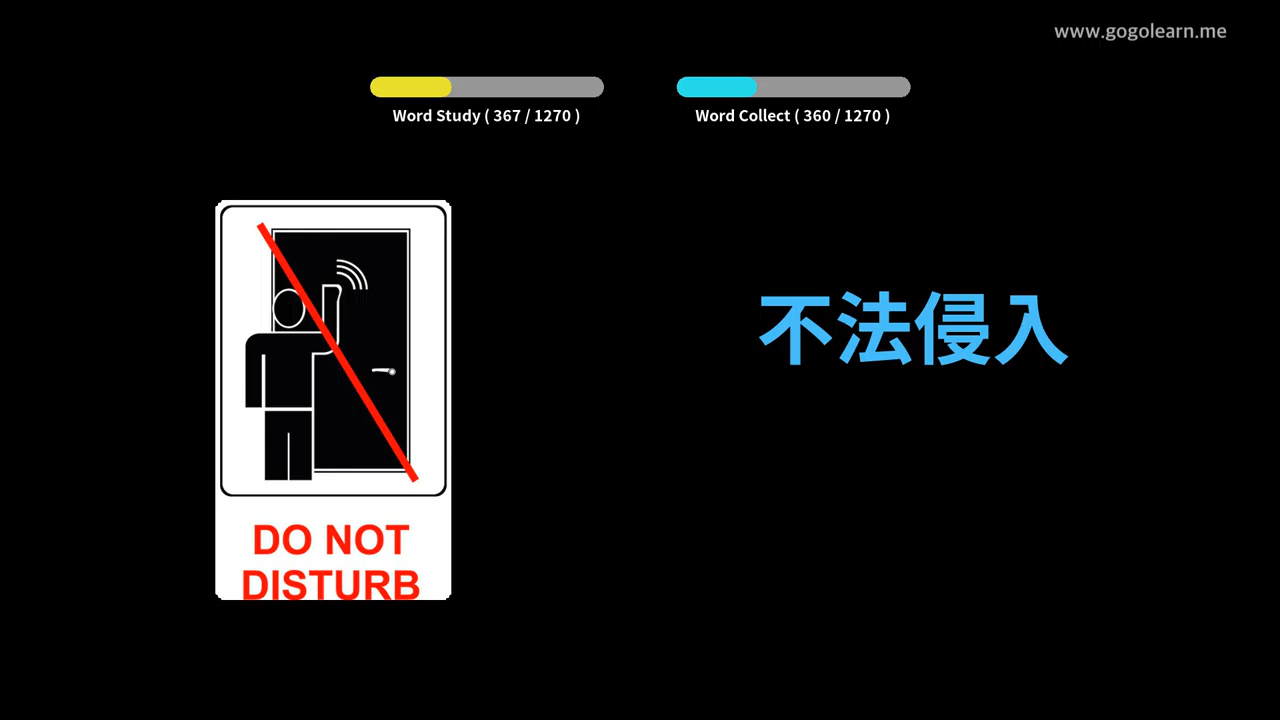 www.gogolearn.me
Word Study ( 367 / 1270 )
Word Collect ( 360 / 1270 )
不法侵入
DO NOT
DISTURB